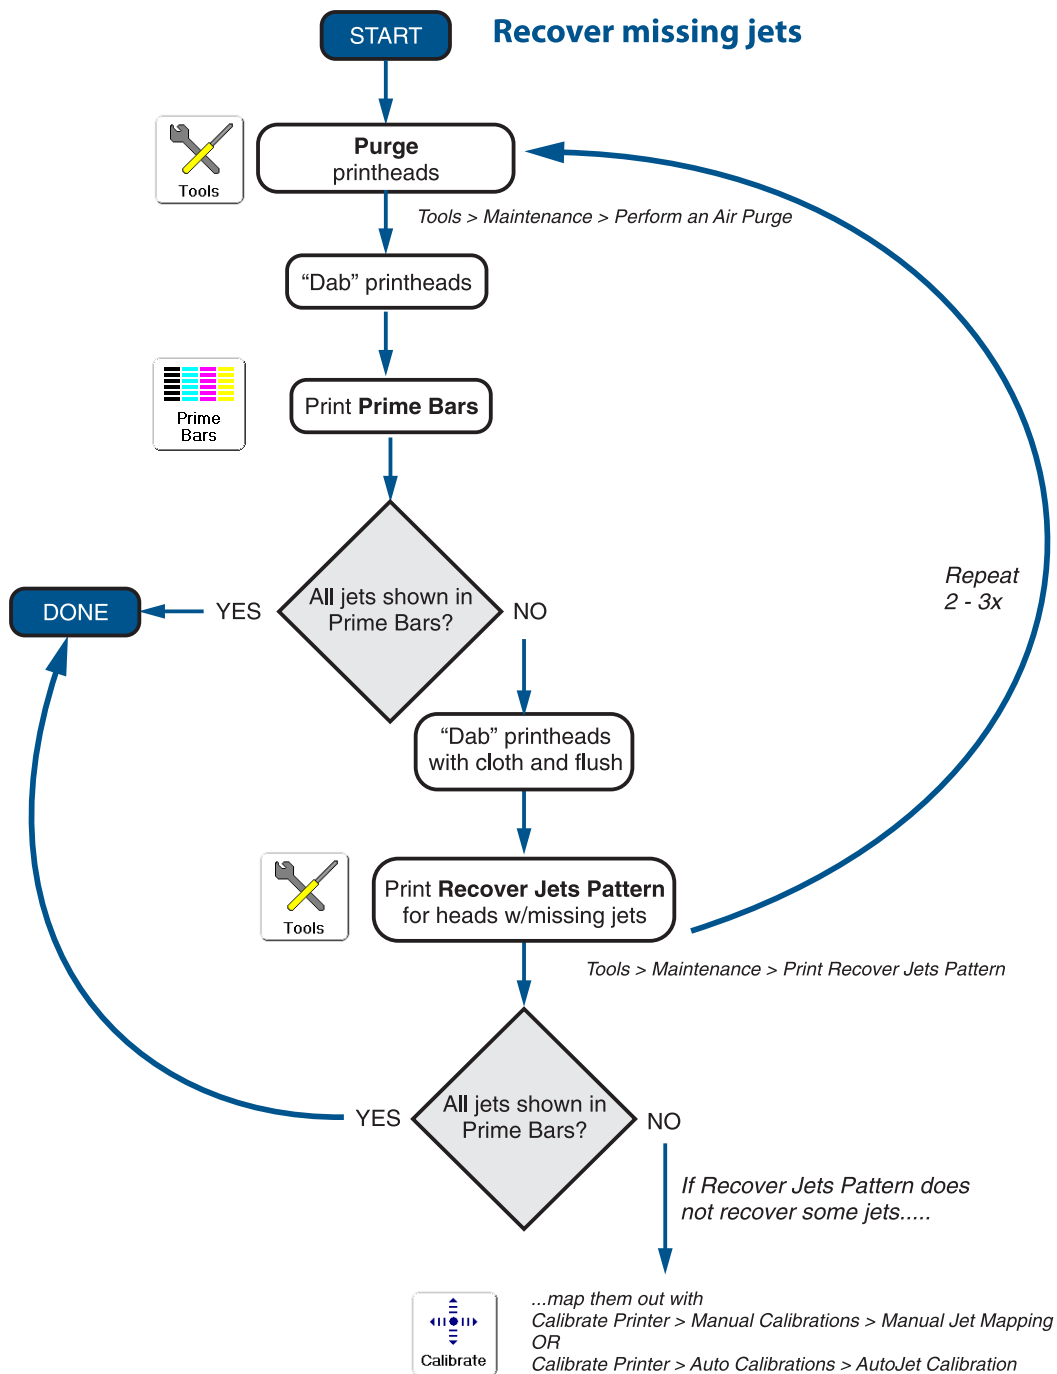 START
Recover missing jets
Purge
printheads
Tools
Tools > Maintenance > Perform an Air Purge
“Dab” printheads
Prime
Bars
Print Prime Bars
All jets shown in
Prime Bars?
YES
NO
DONE
Repeat
2 - 3x
“Dab” printheads
with cloth and flush
Tools
Print Recover Jets Pattern
for heads w/missing jets
Tools > Maintenance > Print Recover Jets Pattern
All jets shown in
Prime Bars?
YES
NO
If Recover Jets Pattern does
not recover some jets.....
Calibrate
...map them out with
Calibrate Printer > Manual Calibrations > Manual Jet Mapping
OR
Calibrate Printer > Auto Calibrations > AutoJet Calibration